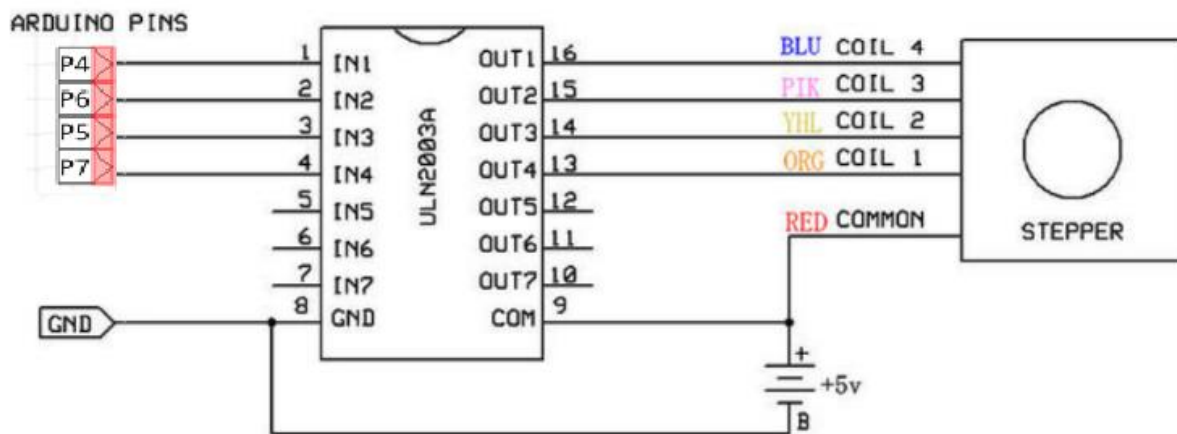 ARDUINO PINS
P4 1 IN1 OUT1 16 BLU COIL 4
P6 2 IN2 OUT2 15 PIK COIL 3
P5 3 IN3 OUT3 14 YHL COIL 2
P7 4 IN4 OUT4 13 ORG COIL 1
ULN2003A
5 IN5 OUT5 12
6 IN6 OUT6 11
7 IN7 OUT7 10
RED COMMON
STEPPER
GND 8 GND COM 9
+
+5v
B